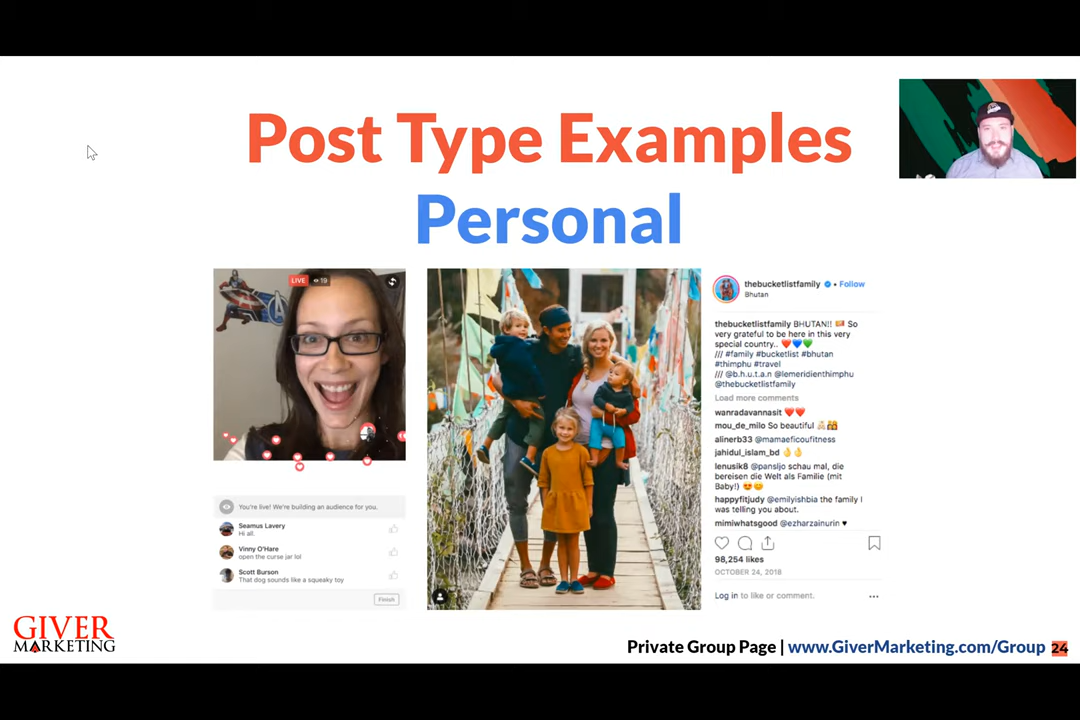 Post Type Examples
Personal
LIVE 19
You're live! We're building an audience for you.
Seamus Lavery
Hi all.
Vinny O'Hare
open the curse jar lol
Scott Burson
That dog sounds like a squeaky toy
Finish
thebucketlistfamily • Follow
Bhutan
thebucketlistfamily BHUTAN!! So
very grateful to be here in this very
special country.. ❤️💙💚
/// #family #bucketlist #bhutan
#thimphu #travel
/// @b.h.u.t.a.n @lemeridienthimphu
@thebucketlistfamily
Load more comments
wanradavannasit ❤️❤️
mou_de_milo So beautiful
alinerb33 @mamaeficoufitness
jahidul_islam_bd 👌👌
lenusik8 @pansljo schau mal, die
bereisen die Welt als Familie (mit
Baby!) 😍😊
happyfitjudy @emilyishbia the family I
was telling you about.
mimiwhatsgood @ezharzainurin ♥
98,254 likes
OCTOBER 24, 2018
Log in to like or comment. ...
GIVER
MARKETING
Private Group Page | www.GiverMarketing.com/Group 24